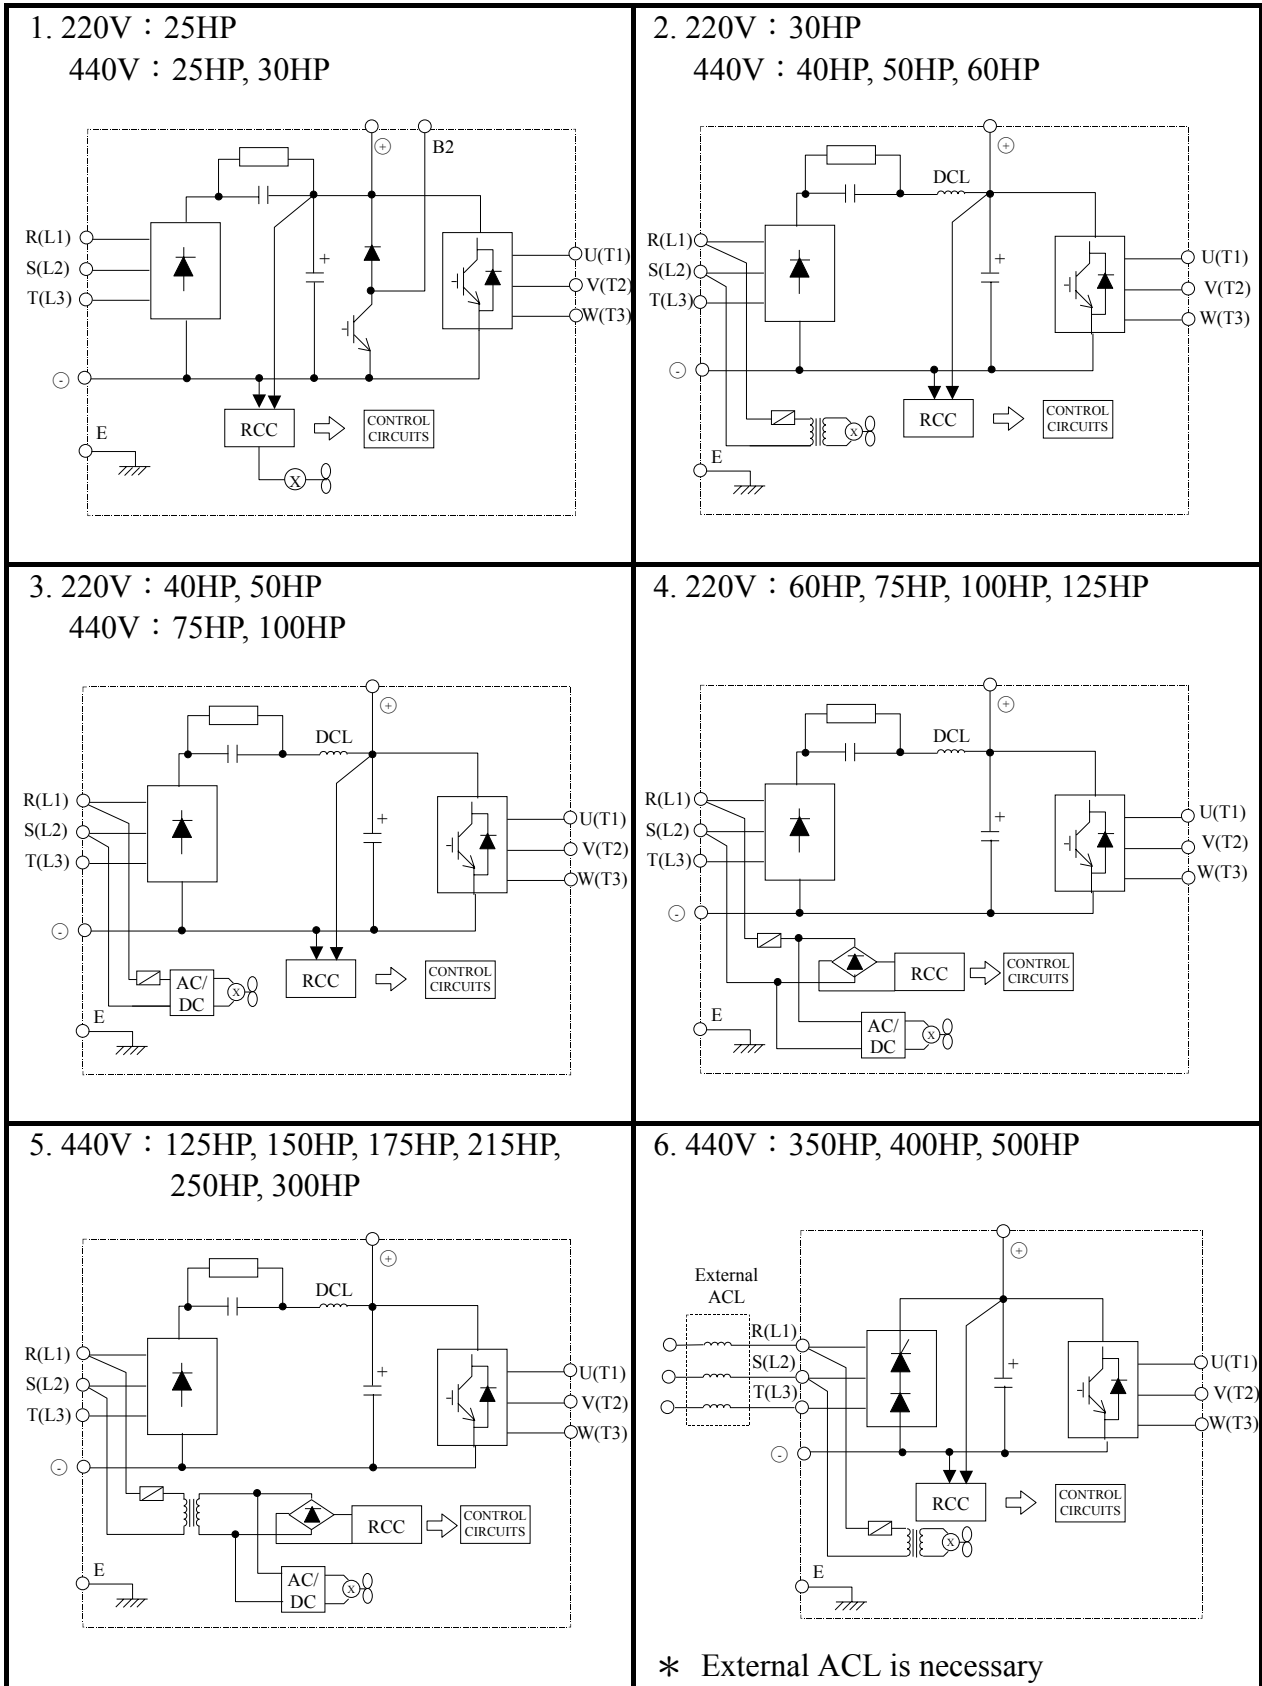 1. 220V：25HP
440V：25HP, 30HP
+
B2
R(L1)
S(L2)
T(L3)
+
U(T1)
V(T2)
W(T3)
-
RCC
CONTROL
CIRCUITS
E
X
2. 220V：30HP
440V：40HP, 50HP, 60HP
+
DCL
R(L1)
S(L2)
T(L3)
+
U(T1)
V(T2)
W(T3)
-
RCC
CONTROL
CIRCUITS
X
E
3. 220V：40HP, 50HP
440V：75HP, 100HP
+
DCL
R(L1)
S(L2)
T(L3)
+
U(T1)
V(T2)
W(T3)
-
AC/
DC
X
RCC
CONTROL
CIRCUITS
E
4. 220V：60HP, 75HP, 100HP, 125HP
+
DCL
R(L1)
S(L2)
T(L3)
+
U(T1)
V(T2)
W(T3)
-
RCC
CONTROL
CIRCUITS
E
AC/
DC
X
5. 440V：125HP, 150HP, 175HP, 215HP,
250HP, 300HP
+
DCL
R(L1)
S(L2)
T(L3)
+
U(T1)
V(T2)
W(T3)
-
RCC
CONTROL
CIRCUITS
E
AC/
DC
X
6. 440V：350HP, 400HP, 500HP
+
External
ACL
R(L1)
S(L2)
T(L3)
+
U(T1)
V(T2)
W(T3)
-
RCC
CONTROL
CIRCUITS
X
E
＊ External ACL is necessary